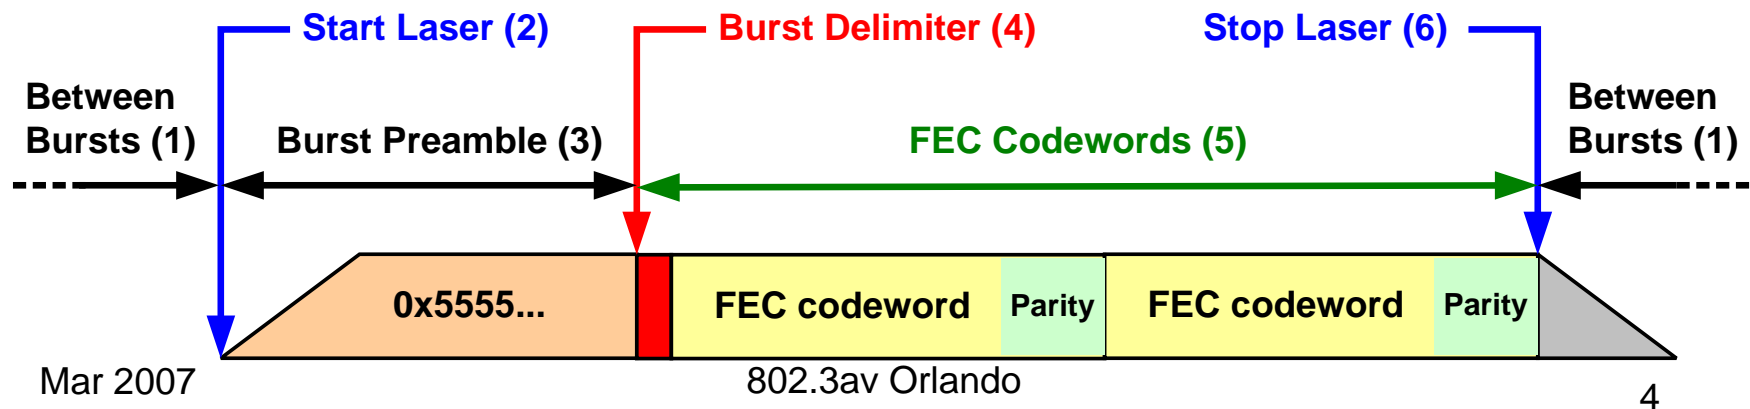 Start Laser (2)
Burst Delimiter (4)
Stop Laser (6)
Between
Bursts (1)
Burst Preamble (3)
FEC Codewords (5)
Between
Bursts (1)
0x5555...
FEC codeword
Parity
FEC codeword
Parity
Mar 2007
802.3av Orlando
4